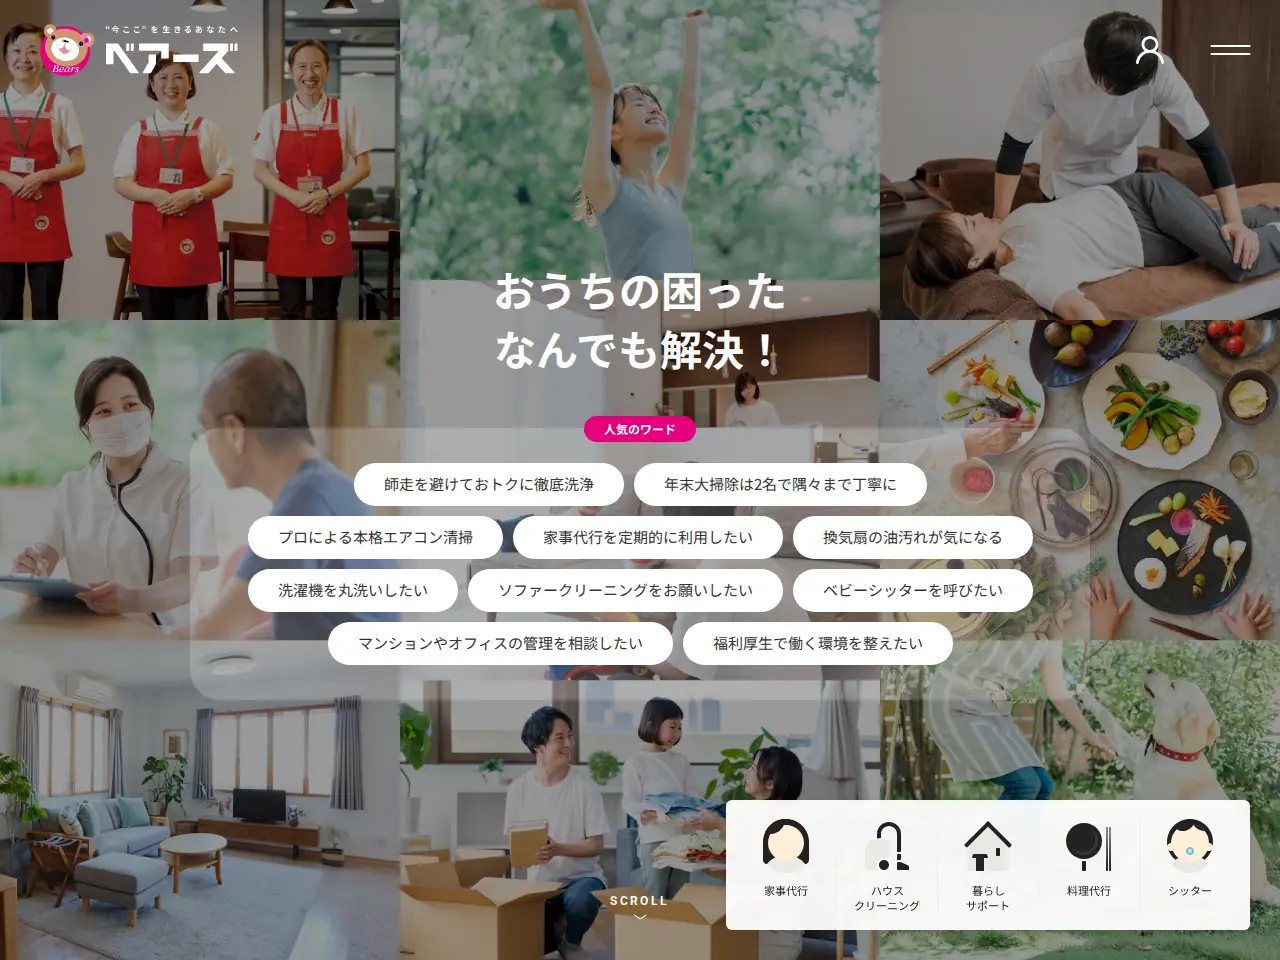 “今ここ”を生きるあなたへ
ベアーズ
Bears
おうちの困った
なんでも解決！
人気のワード
師走を避けておトクに徹底洗浄
年末大掃除は2名で隅々まで丁寧に
プロによる本格エアコン清掃
家事代行を定期的に利用したい
換気扇の油汚れが気になる
洗濯機を丸洗いしたい
ソファークリーニングをお願いしたい
ベビーシッターを呼びたい
マンションやオフィスの管理を相談したい
福利厚生で働く環境を整えたい
SCROLL
家事代行
ハウス
クリーニング
暮らし
サポート
料理代行
シッター